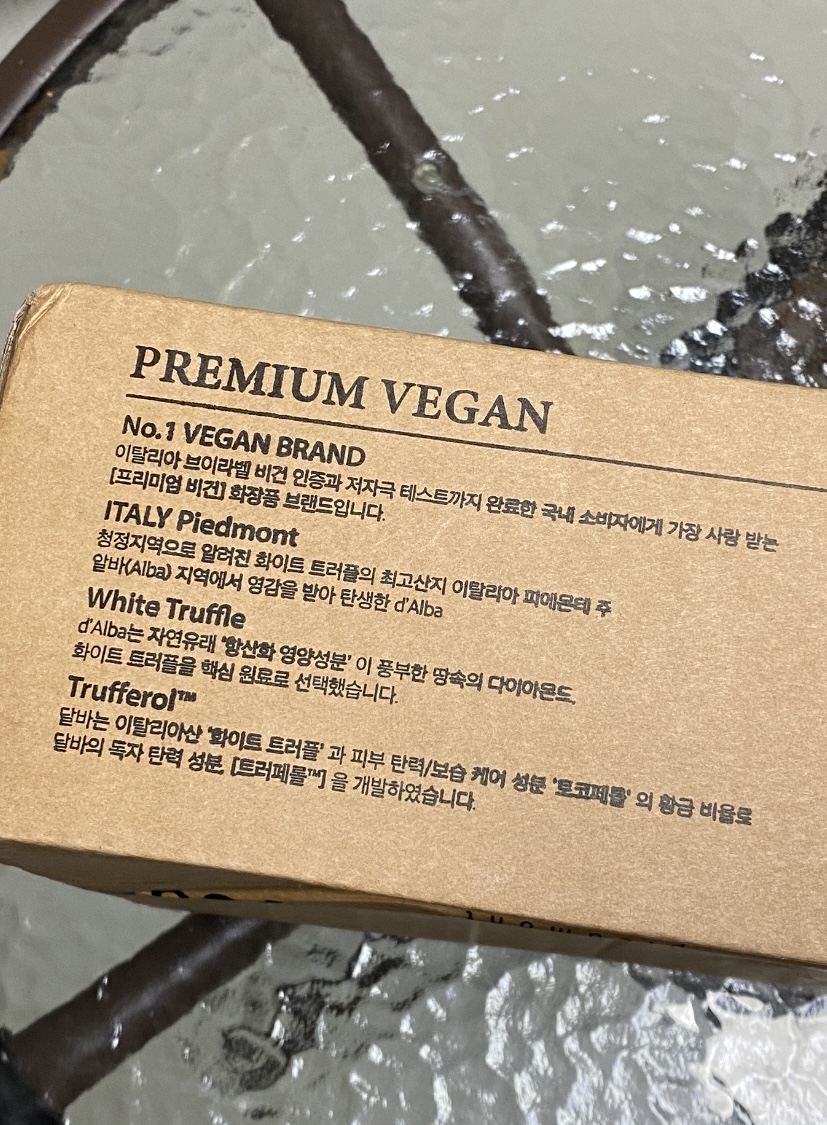 PREMIUM VEGAN
No.1 VEGAN BRAND
이탈리아 브이라벨 비건 인증과 저자극 테스트까지 완료한 국내 소비자에게 가장 사랑 받는
[프리미엄 비건] 화장품 브랜드입니다.
ITALY Piedmont
청정지역으로 알려진 화이트 트러플의 최고산지 이탈리아 피에몬테 주
알바(Alba) 지역에서 영감을 받아 탄생한 d'Alba
White Truffle
d'Alba는 자연유래 '항산화 영양성분' 이 풍부한 땅속의 다이아몬드,
화이트 트러플을 핵심 원료로 선택했습니다.
Trufferol™
달바는 이탈리아산 '화이트 트러플' 과 피부 탄력/보습 케어 성분 '토코페롤' 의 황금 비율로
달바의 독자 탄력 성분, [트러페롤™] 을 개발하였습니다.